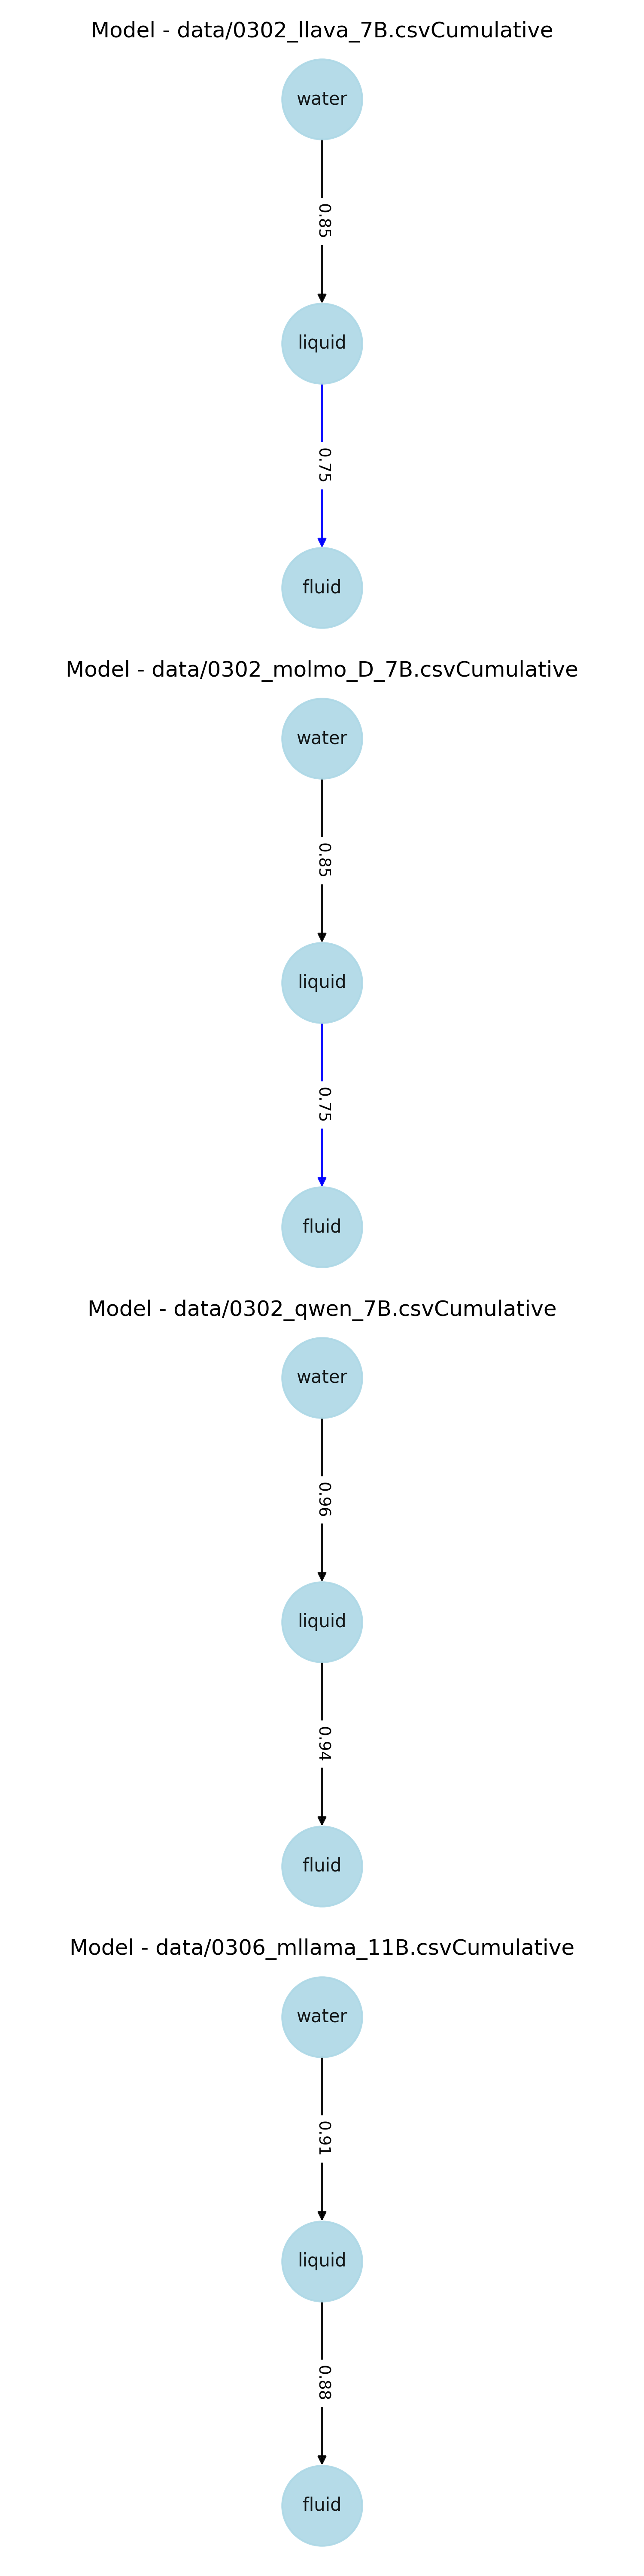 Model - data/0302_llava_7B.csvCumulative
water
0.85
liquid
0.75
fluid
Model - data/0302_molmo_D_7B.csvCumulative
water
0.85
liquid
0.75
fluid
Model - data/0302_qwen_7B.csvCumulative
water
0.96
liquid
0.94
fluid
Model - data/0306_mllama_11B.csvCumulative
water
0.91
liquid
0.88
fluid